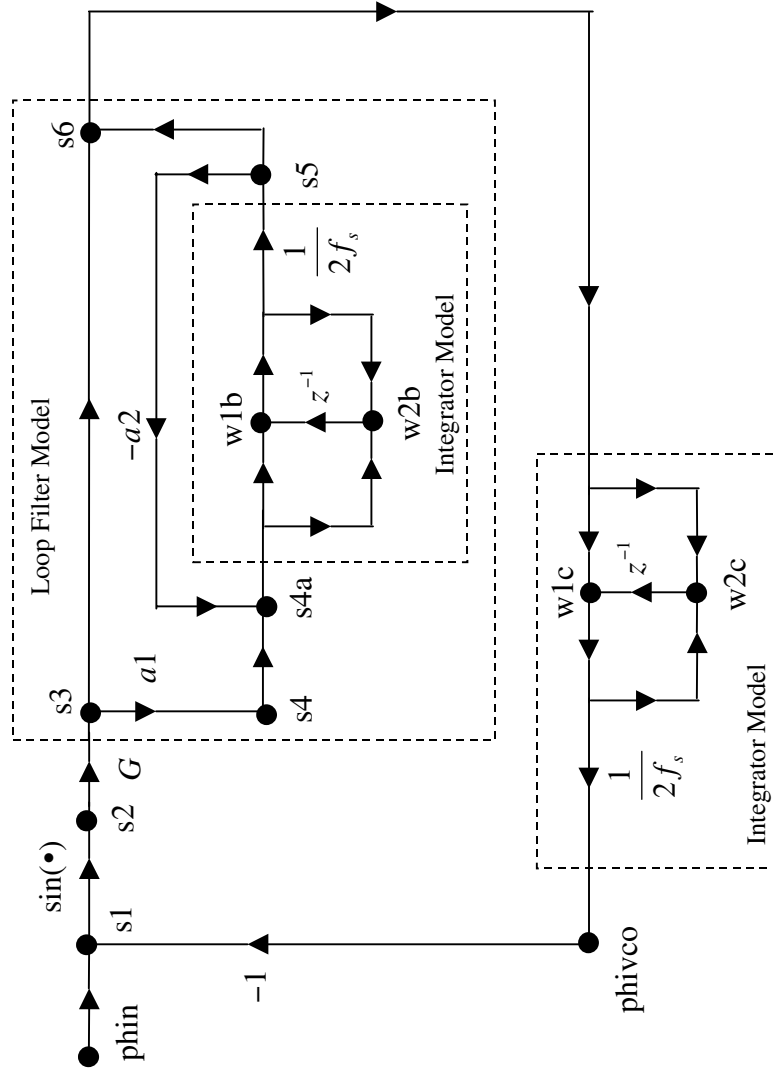 Loop Filter Model
s6
s3
-a2
a1
s5
1
2f_s
w1b
z^{-1}
w2b
s4a
s4
Integrator Model
sin(•)
G
s2
s1
phin
-1
w1c
z^{-1}
w2c
1
2f_s
Integrator Model
phivco